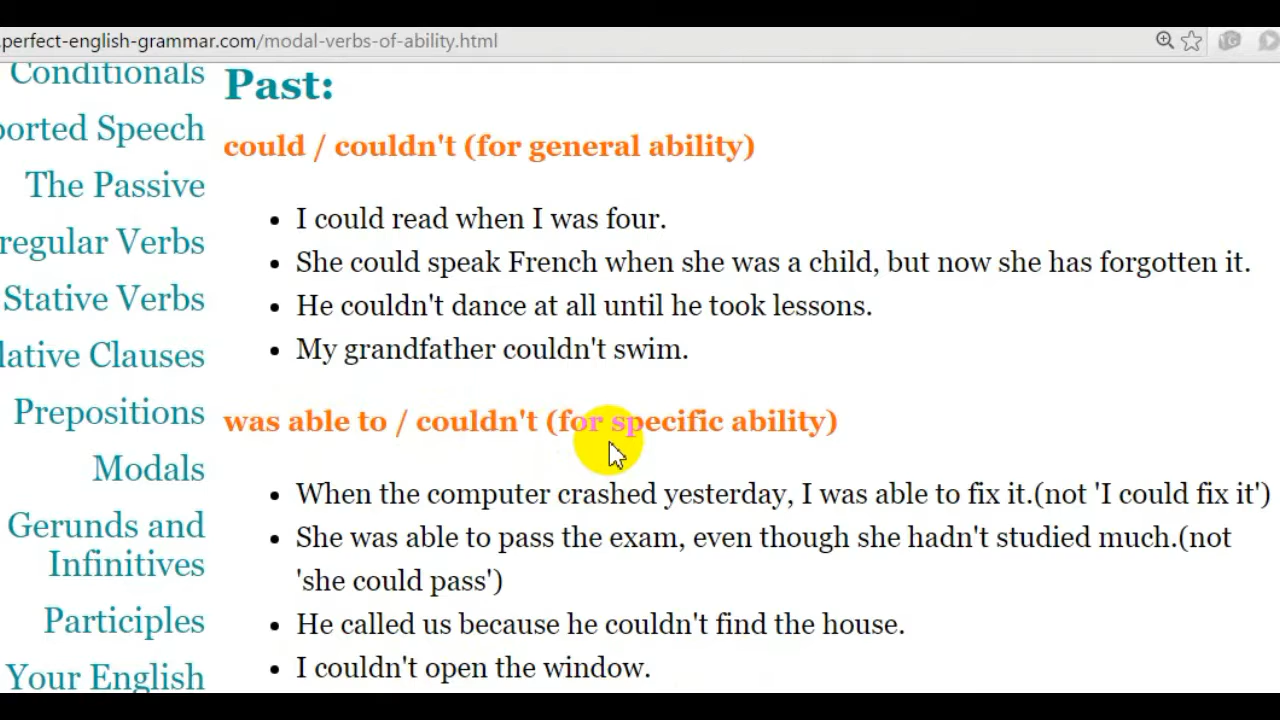 .perfect-english-grammar.com/modal-verbs-of-ability.html
Conditionals
orted Speech
The Passive
regular Verbs
Stative Verbs
lative Clauses
Prepositions
Modals
Gerunds and
Infinitives
Participles
Your English
Past:
could / couldn't (for general ability)
• I could read when I was four.
• She could speak French when she was a child, but now she has forgotten it.
• He couldn't dance at all until he took lessons.
• My grandfather couldn't swim.
was able to / couldn't (for specific ability)
• When the computer crashed yesterday, I was able to fix it.(not 'I could fix it')
• She was able to pass the exam, even though she hadn't studied much.(not
'she could pass')
• He called us because he couldn't find the house.
• I couldn't open the window.